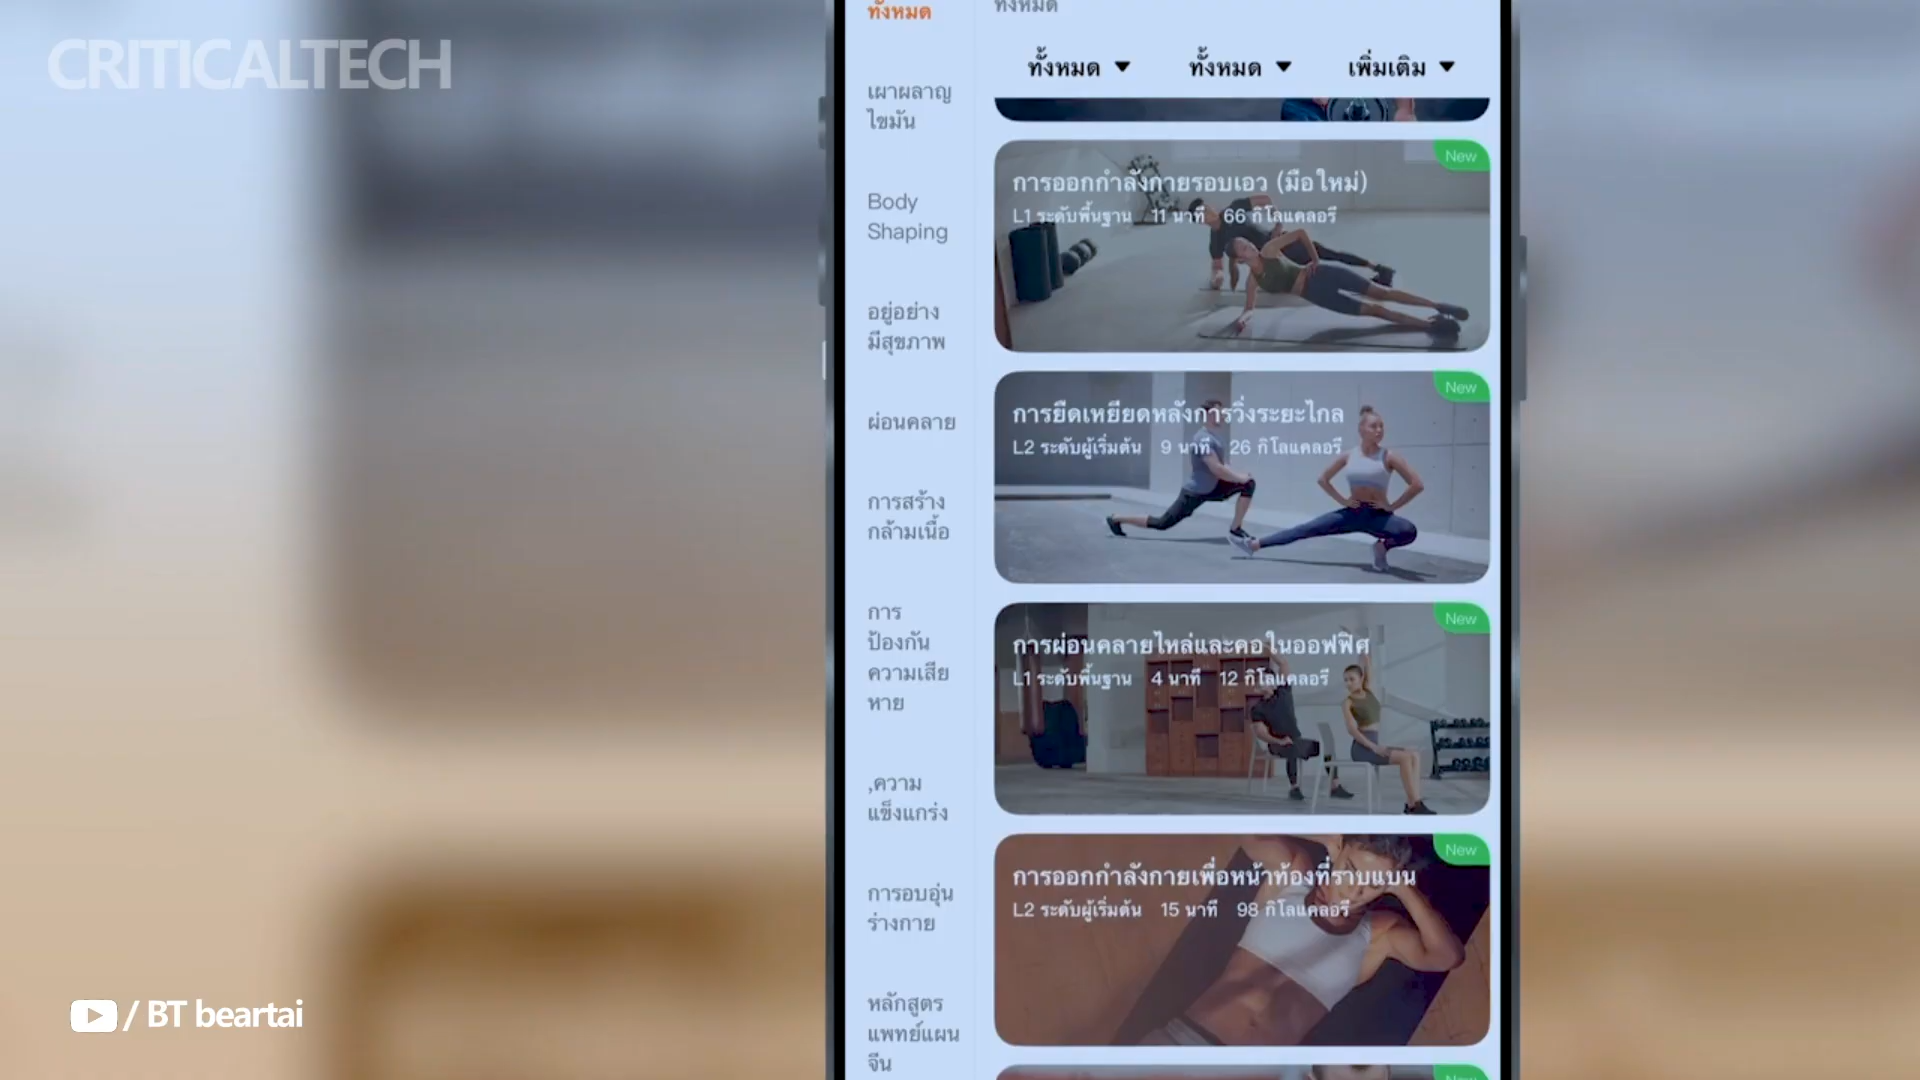 CRITICALTECH
ทั้งหมด
ทั้งหมด
ทั้งหมด ทั้งหมด เพิ่มเติม
เผาผลาญ
ไขมัน
Body
Shaping
อยู่อย่าง
มีสุขภาพ
ผ่อนคลาย
การสร้าง
กล้ามเนื้อ
การ
ป้องกัน
ความเสีย
หาย
,ความ
แข็งแกร่ง
การอบอุ่น
ร่างกาย
หลักสูตร
แพทย์แผน
จีน
New
การออกกำลังกายรอบเอว (มือใหม่)
L1 ระดับพื้นฐาน 11 นาที 66 กิโลแคลอรี
New
การยืดเหยียดหลังการวิ่งระยะไกล
L2 ระดับผู้เริ่มต้น 9 นาที 26 กิโลแคลอรี
New
การผ่อนคลายไหล่และคอในออฟฟิศ
L1 ระดับพื้นฐาน 4 นาที 12 กิโลแคลอรี
New
การออกกำลังกายเพื่อหน้าท้องที่ราบแบน
L2 ระดับผู้เริ่มต้น 15 นาที 98 กิโลแคลอรี
New
/ BT beartai